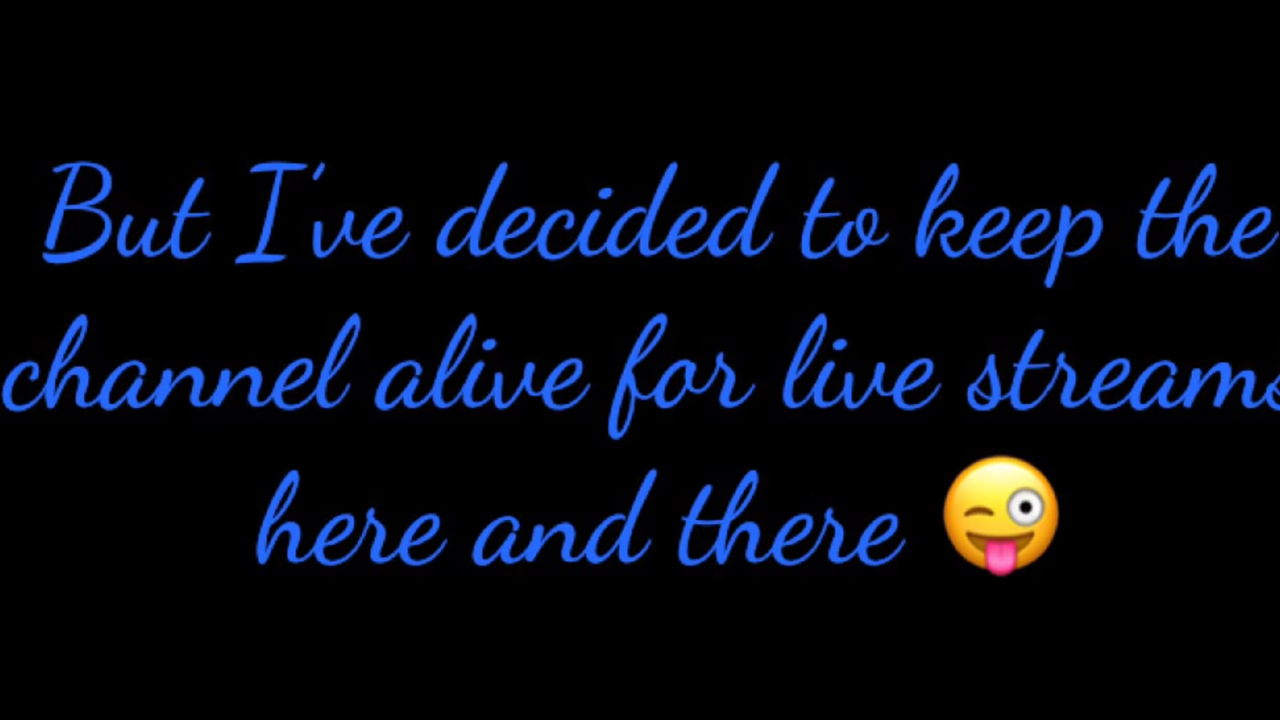 But I've decided to keep the
channel alive for live streams
here and there 😜